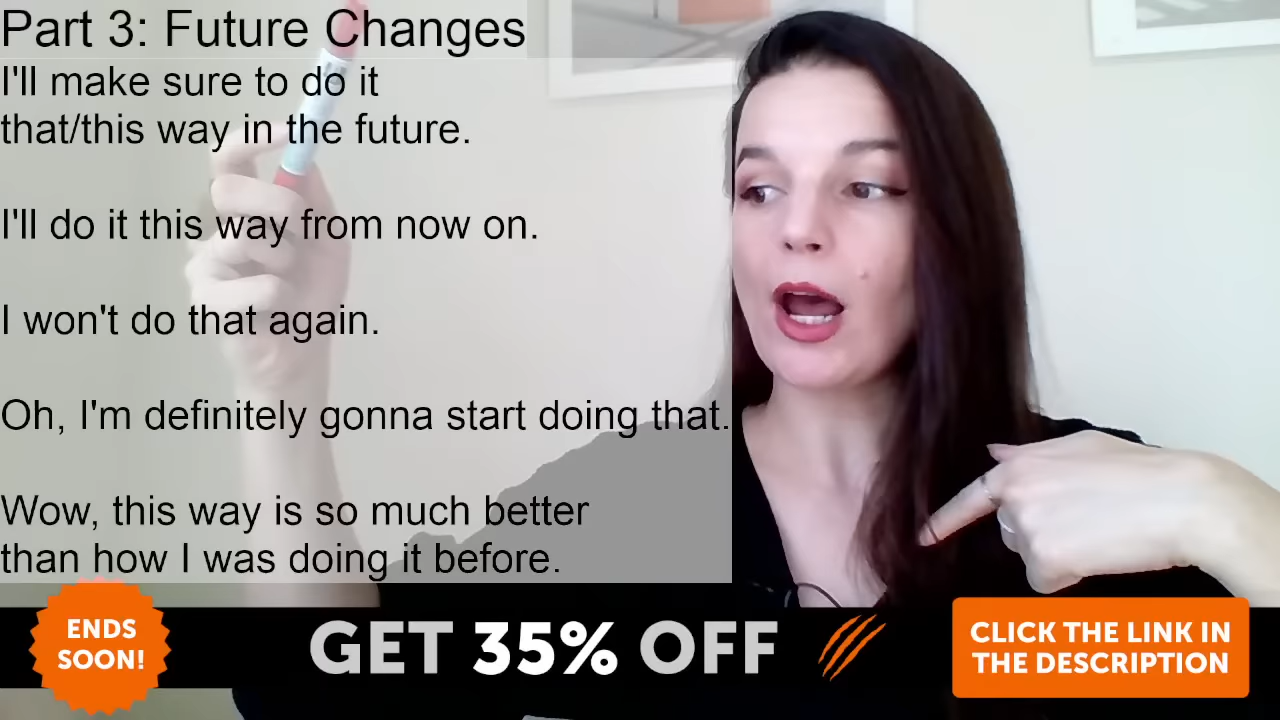 Part 3: Future Changes
I'll make sure to do it
that/this way in the future.
I'll do it this way from now on.
I won't do that again.
Oh, I'm definitely gonna start doing that.
Wow, this way is so much better
than how I was doing it before.
ENDS
SOON!
GET 35% OFF
CLICK THE LINK IN
THE DESCRIPTION